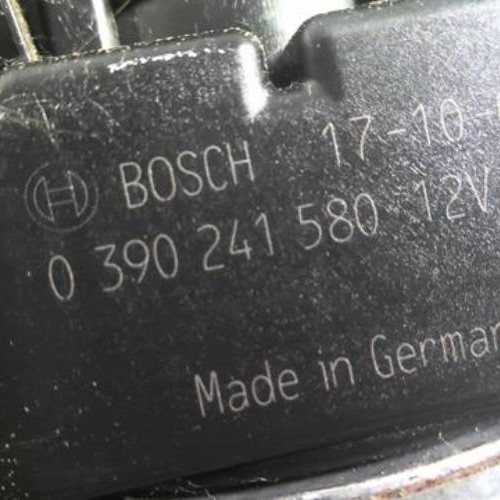 BOSCH 17-10-
0 390 241 580 12V
Made in German